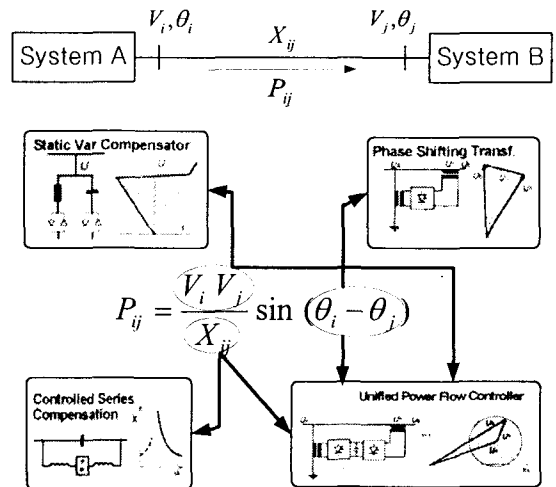 V_i, θ_i
V_j, θ_j
System A
X_ij
System B
P_ij
Static Var Compensator
Phase Shifting Transf.
P_ij = V_i V_j / X_ij sin (θ_i − θ_j)
Controlled Series
Compensation
Unified Power Flow Controller